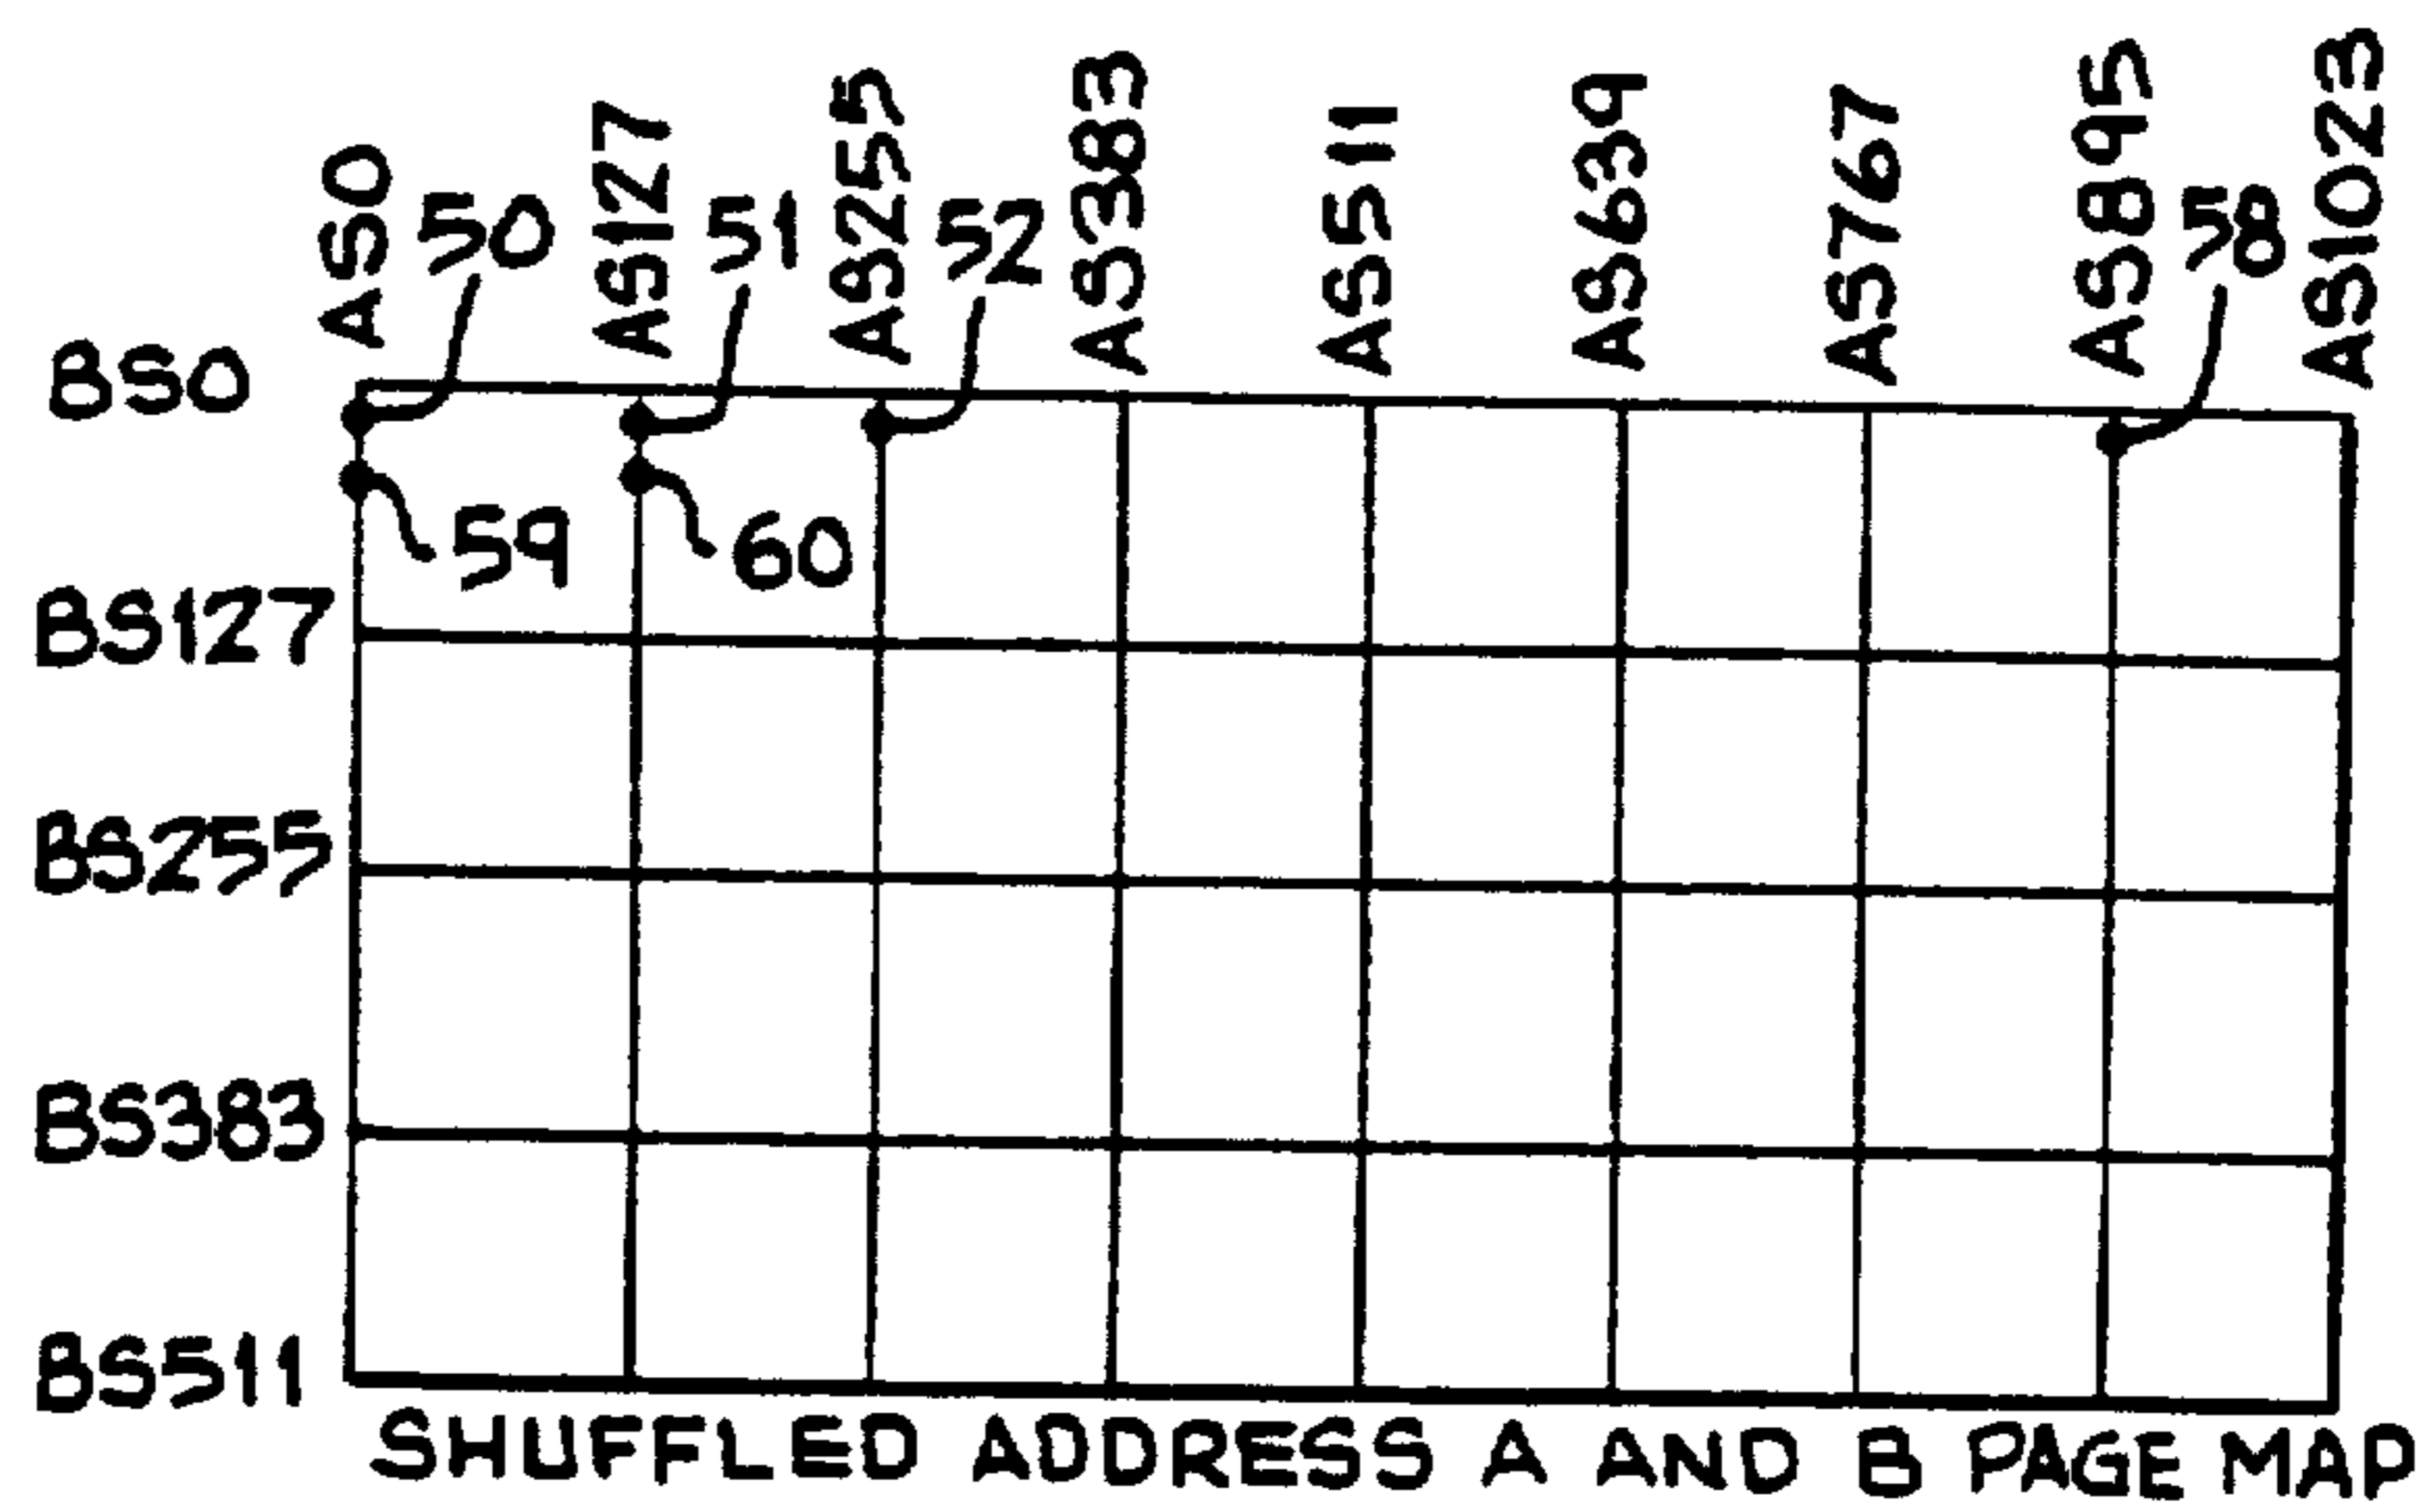 AS0
AS127
AS255
AS383
AS511
AS639
AS767
AS895
AS1023
50
51
52
58
BS0
59
60
BS127
BS255
BS383
BS511
SHUFFLED ADDRESS A AND B PAGE MAP